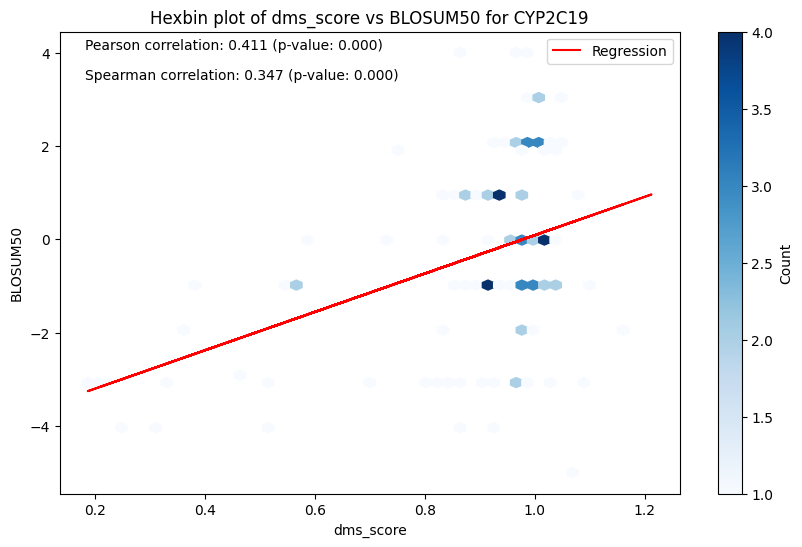 Hexbin plot of dms_score vs BLOSUM50 for CYP2C19
Pearson correlation: 0.411 (p-value: 0.000)
Spearman correlation: 0.347 (p-value: 0.000)
Regression
4
2
0
−2
−4
BLOSUM50
0.2
0.4
0.6
0.8
1.0
1.2
dms_score
4.0
3.5
3.0
2.5
2.0
1.5
1.0
Count